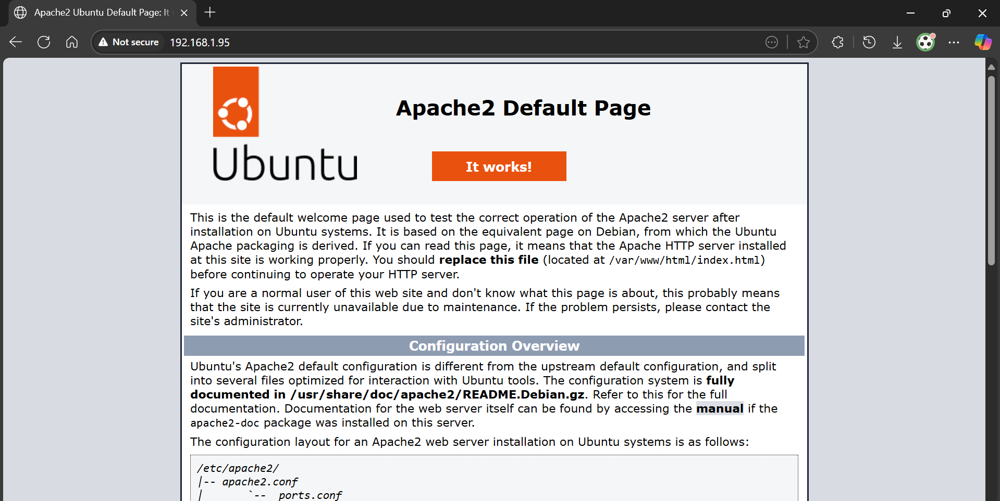 Apache2 Ubuntu Default Page: It
Not secure 192.168.1.95
Ubuntu
Apache2 Default Page
It works!
This is the default welcome page used to test the correct operation of the Apache2 server after
installation on Ubuntu systems. It is based on the equivalent page on Debian, from which the Ubuntu
Apache packaging is derived. If you can read this page, it means that the Apache HTTP server installed
at this site is working properly. You should replace this file (located at /var/www/html/index.html)
before continuing to operate your HTTP server.
If you are a normal user of this web site and don't know what this page is about, this probably means
that the site is currently unavailable due to maintenance. If the problem persists, please contact the
site's administrator.
Configuration Overview
Ubuntu's Apache2 default configuration is different from the upstream default configuration, and split
into several files optimized for interaction with Ubuntu tools. The configuration system is fully
documented in /usr/share/doc/apache2/README.Debian.gz. Refer to this for the full
documentation. Documentation for the web server itself can be found by accessing the manual if the
apache2-doc package was installed on this server.
The configuration layout for an Apache2 web server installation on Ubuntu systems is as follows:
/etc/apache2/
|-- apache2.conf
|       `--  ports.conf